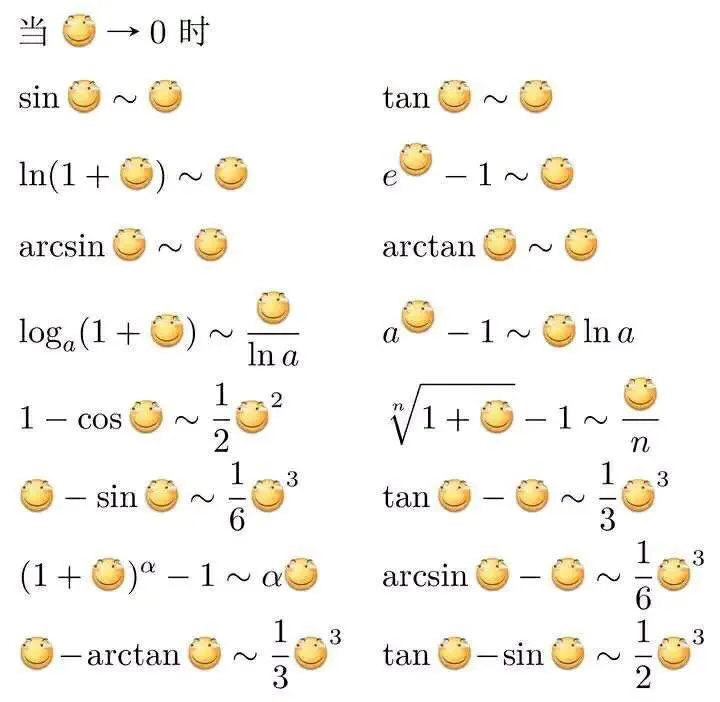 当 😊 → 0 时
sin 😊 ∼ 😊    tan 😊 ∼ 😊
ln(1 + 😊) ∼ 😊    e^😊 − 1 ∼ 😊
arcsin 😊 ∼ 😊    arctan 😊 ∼ 😊
log_a(1 + 😊) ∼ 😊/ln a    a^😊 − 1 ∼ 😊 ln a
1 − cos 😊 ∼ 1/2 😊^2    ⁿ√(1 + 😊) − 1 ∼ 😊/n
😊 − sin 😊 ∼ 1/6 😊^3    tan 😊 − 😊 ∼ 1/3 😊^3
(1 + 😊)^α − 1 ∼ α😊    arcsin 😊 − 😊 ∼ 1/6 😊^3
😊 − arctan 😊 ∼ 1/3 😊^3    tan 😊 − sin 😊 ∼ 1/2 😊^3